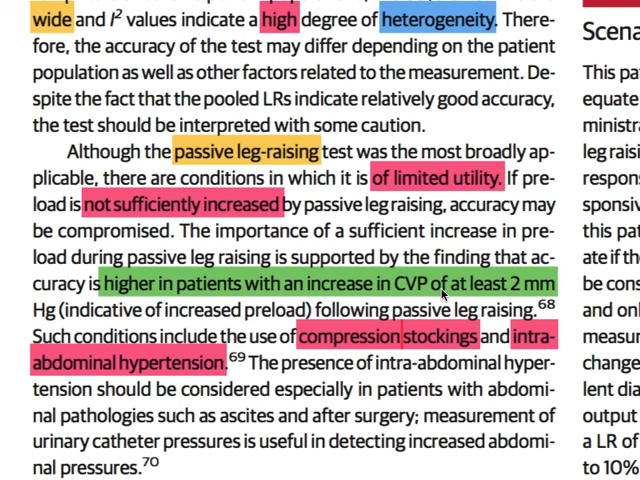 wide and I² values indicate a high degree of heterogeneity. There-
fore, the accuracy of the test may differ depending on the patient
population as well as other factors related to the measurement. De-
spite the fact that the pooled LRs indicate relatively good accuracy,
the test should be interpreted with some caution.
Although the passive leg-raising test was the most broadly ap-
plicable, there are conditions in which it is of limited utility. If pre-
load is not sufficiently increased by passive leg raising, accuracy may
be compromised. The importance of a sufficient increase in pre-
load during passive leg raising is supported by the finding that ac-
curacy is higher in patients with an increase in CVP of at least 2 mm
Hg (indicative of increased preload) following passive leg raising.⁶⁸
Such conditions include the use of compression stockings and intra-
abdominal hypertension.⁶⁹ The presence of intra-abdominal hyper-
tension should be considered especially in patients with abdomi-
nal pathologies such as ascites and after surgery; measurement of
urinary catheter pressures is useful in detecting increased abdomi-
nal pressures.⁷⁰
Scena
This pa
equate
ministra
leg raisi
respon
sponsiv
this pat
ate if the
be cons
and onl
measur
change
lent dia
output
a LR of
to 10%